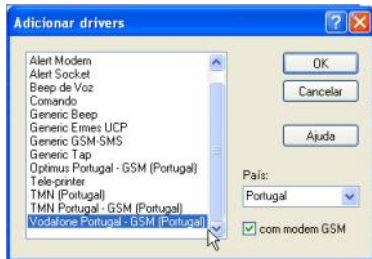 Adicionar drivers
Alert Modem
Alert Socket
Beep de Voz
Comando
Generic Beep
Generic Ermes UCP
Generic GSM-SMS
Generic Tap
Optimus Portugal - GSM (Portugal)
Tele-printer
TMN (Portugal)
TMN Portugal - GSM (Portugal)
Vodafone Portugal - GSM (Portugal)
OK
Cancelar
Ajuda
País:
Portugal
com modem GSM